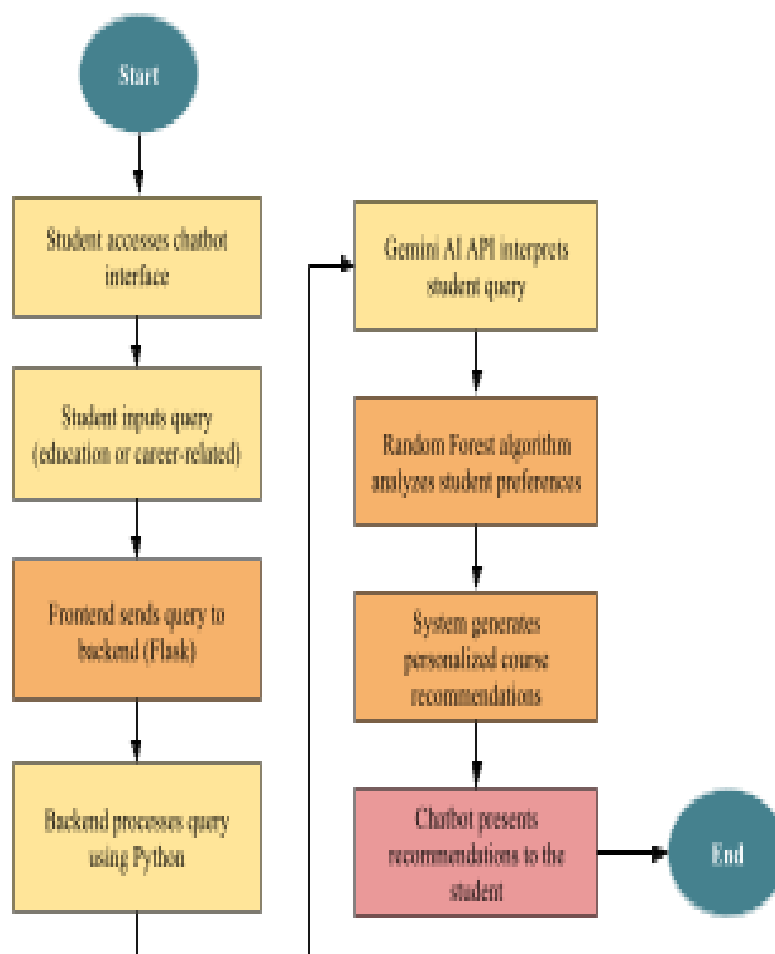 Start
Student accesses chatbot
interface
Student inputs query
(education or career-related)
Frontend sends query to
backend (Flask)
Backend processes query
using Python
Gemini AI API interprets
student query
Random Forest algorithm
analyzes student preferences
System generates
personalized course
recommendations
Chatbot presents
recommendations to the
student
End